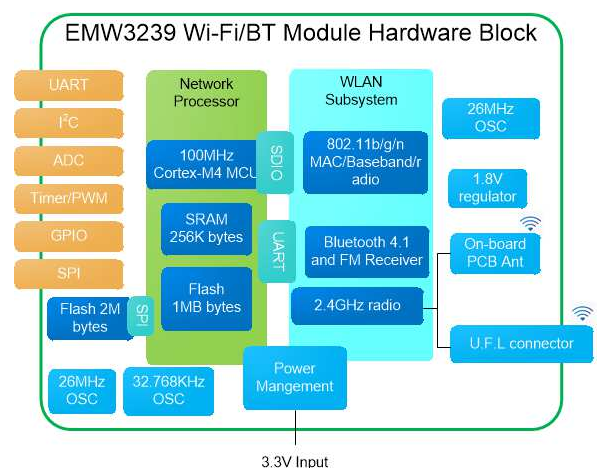 EMW3239 Wi-Fi/BT Module Hardware Block
UART
I²C
ADC
Timer/PWM
GPIO
SPI
Flash 2M
bytes
SPI
Network
Processor
100MHz
Cortex-M4 MCU
SRAM
256K bytes
Flash
1MB bytes
SDIO
UART
WLAN
Subsystem
802.11b/g/n
MAC/Baseband/r
adio
Bluetooth 4.1
and FM Receiver
2.4GHz radio
26MHz
OSC
1.8V
regulator
On-board
PCB Ant
U.F.L connector
26MHz
OSC
32.768KHz
OSC
Power
Mangement
3.3V Input